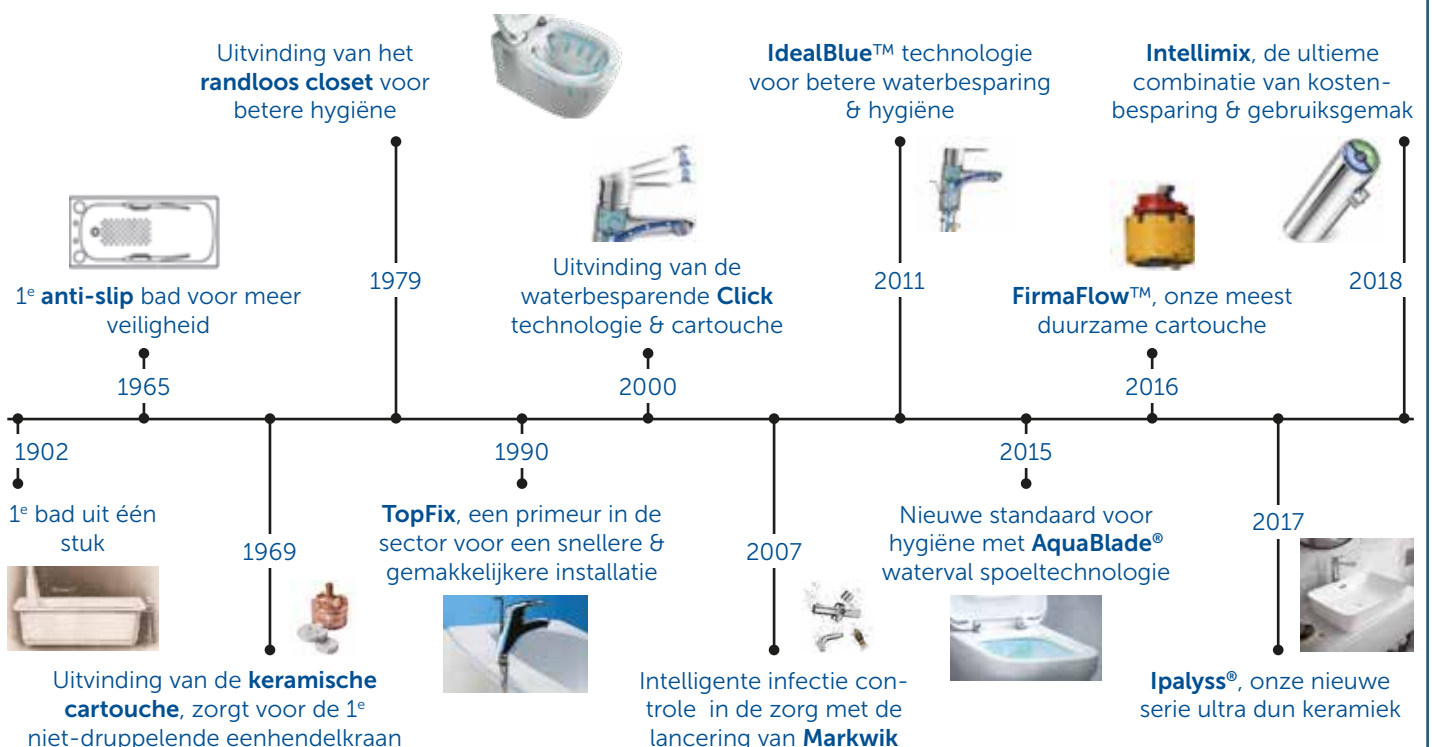 Uitvinding van het
randloos closet voor
betere hygiëne
IdealBlue™ technologie
voor betere waterbesparing
& hygiëne
Intellimix, de ultieme
combinatie van kosten-
besparing & gebruiksgemak
1e anti-slip bad voor meer
veiligheid
1979
Uitvinding van de
waterbesparende Click
technologie & cartouche
2011
FirmaFlow™, onze meest
duurzame cartouche
2018
1965
2000
2016
1902
1990
2015
1e bad uit één
stuk
1969
TopFix, een primeur in de
sector voor een snellere &
gemakkelijkere installatie
2007
Nieuwe standaard voor
hygiëne met AquaBlade®
waterval spoeltechnologie
2017
Uitvinding van de keramische
cartouche, zorgt voor de 1e
niet-druppelende eenhendelkraan
Intelligente infectie con-
trole in de zorg met de
lancering van Markwik
Ipalyss®, onze nieuwe
serie ultra dun keramiek